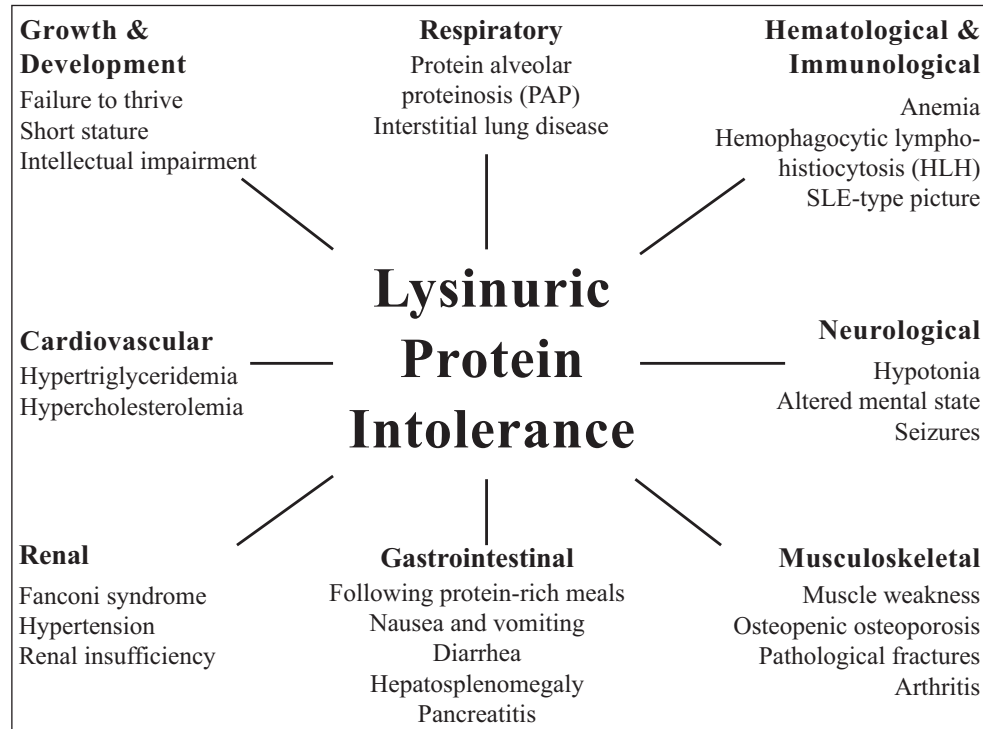 Growth &
Development
Failure to thrive
Short stature
Intellectual impairment
Respiratory
Protein alveolar
proteinosis (PAP)
Interstitial lung disease
Hematological &
Immunological
Anemia
Hemophagocytic lympho-
histiocytosis (HLH)
SLE-type picture
Lysinuric
Protein
Intolerance
Cardiovascular
Hypertriglyceridemia
Hypercholesterolemia
Neurological
Hypotonia
Altered mental state
Seizures
Renal
Fanconi syndrome
Hypertension
Renal insufficiency
Gastrointestinal
Following protein-rich meals
Nausea and vomiting
Diarrhea
Hepatosplenomegaly
Pancreatitis
Musculoskeletal
Muscle weakness
Osteopenic osteoporosis
Pathological fractures
Arthritis